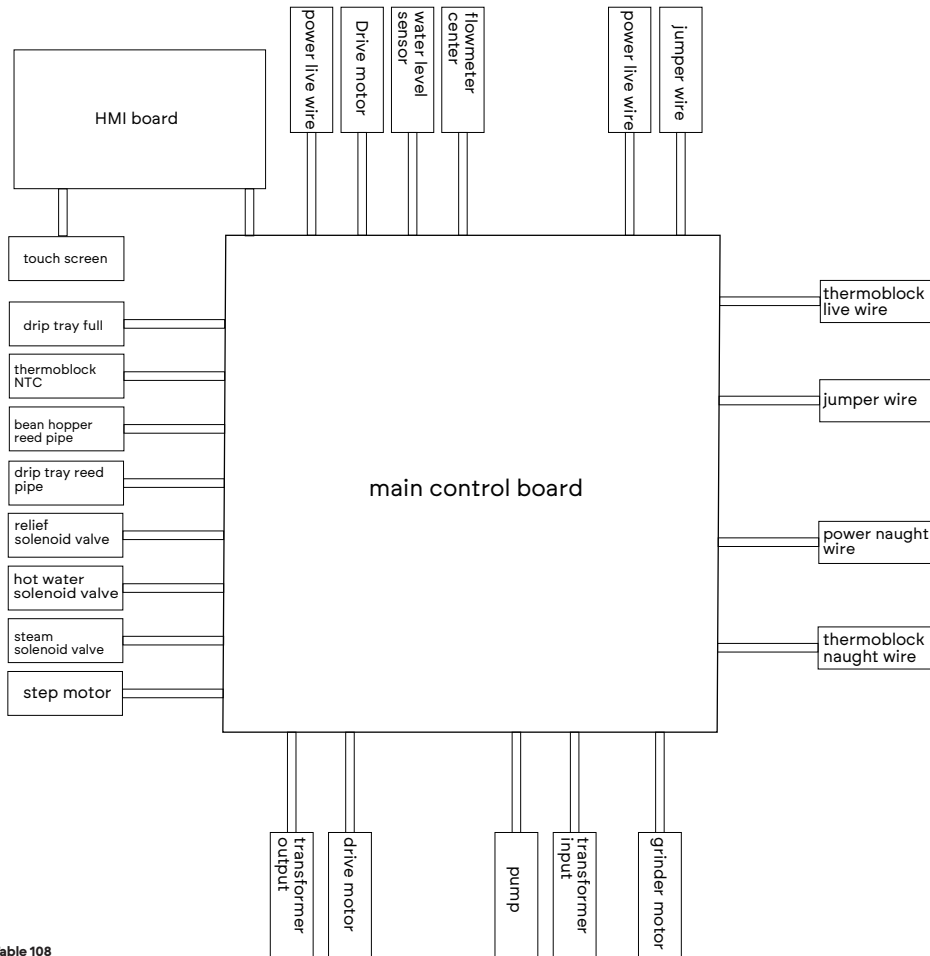 HMI board
power live wire
Drive motor
water level
sensor
flowmeter
center
power live wire
jumper wire
touch screen
drip tray full
thermoblock
NTC
bean hopper
reed pipe
drip tray reed
pipe
relief
solenoid valve
hot water
solenoid valve
steam
solenoid valve
step motor
main control board
thermoblock
live wire
jumper wire
power naught
wire
thermoblock
naught wire
transformer
output
drive motor
pump
transformer
input
grinder motor
able 108